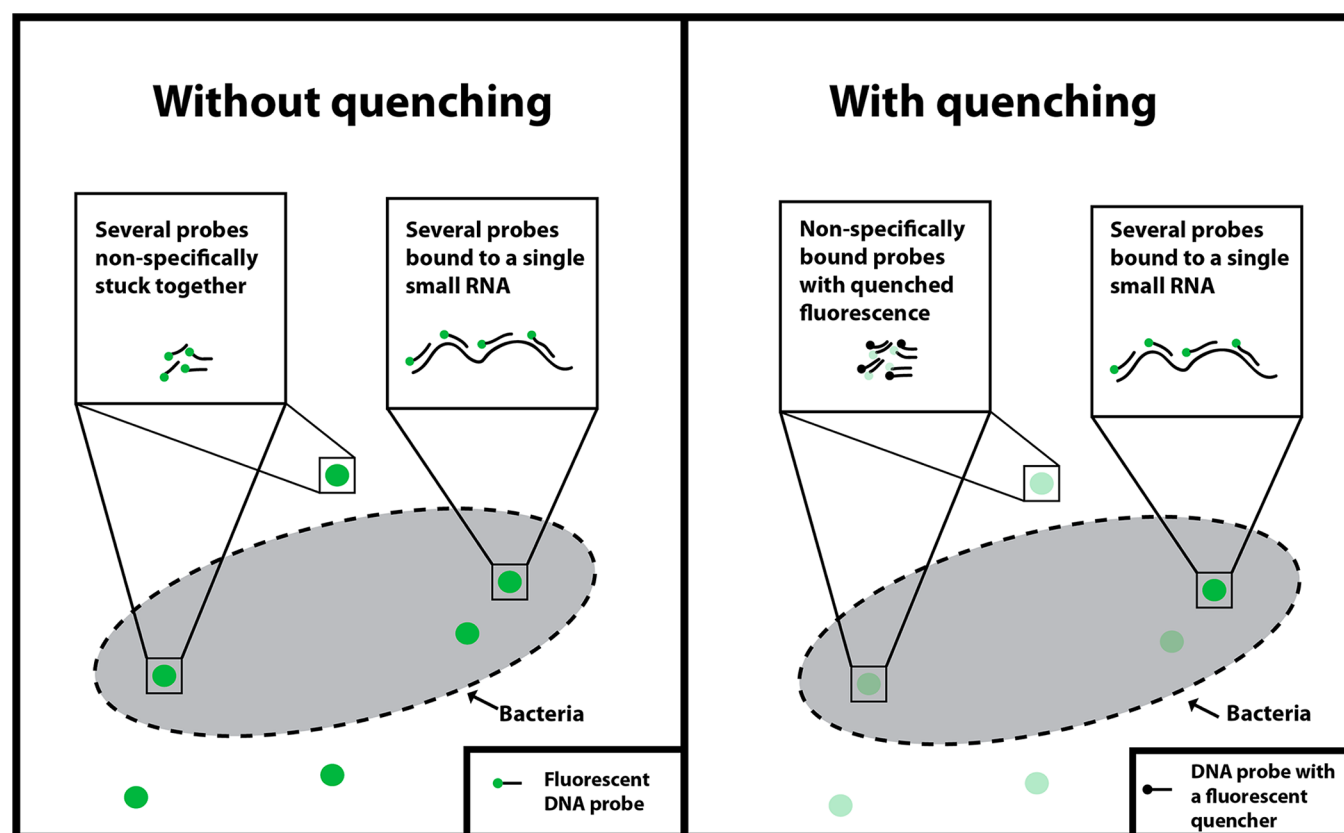 Without quenching
Several probes
non-specifically
stuck together
Several probes
bound to a single
small RNA
Bacteria
Fluorescent
DNA probe
With quenching
Non-specifically
bound probes
with quenched
fluorescence
Several probes
bound to a single
small RNA
Bacteria
DNA probe with
a fluorescent
quencher